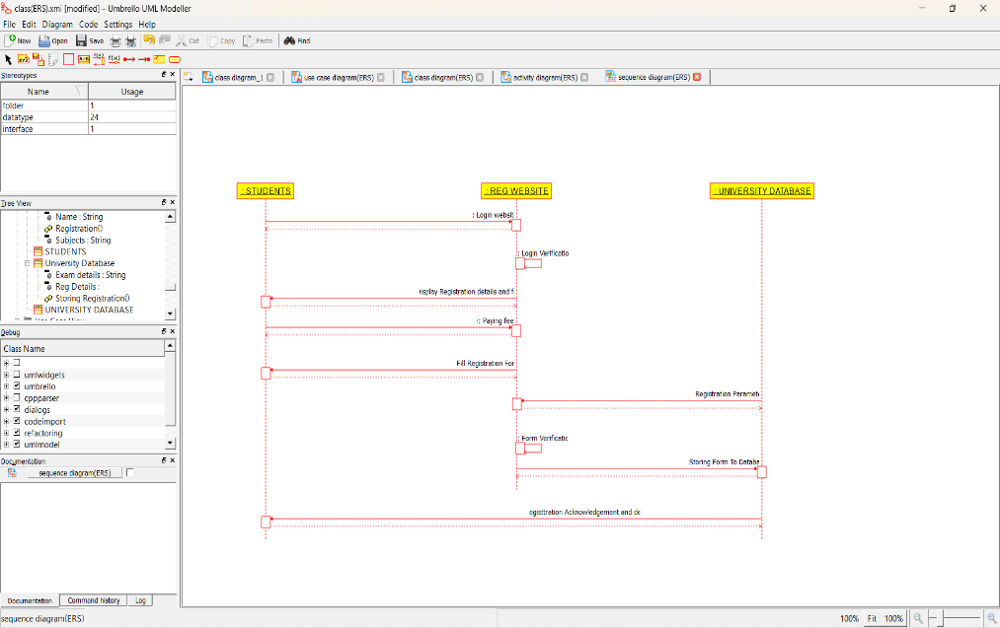 class(ERS).xmi [modified] – Umbrello UML Modeller
File Edit Diagram Code Settings Help
New Open Save Cut Copy Paste Find
Stereotypes
Name Usage
folder 1
datatype 24
interface 1
Tree View
Name : String
Registration()
Subjects : String
STUDENTS
University Database
Exam details : String
Reg Details :
Storing Registration()
UNIVERSITY DATABASE
Debug
Class Name
umlwidgets
umbrello
cppparser
dialogs
codeimport
refactoring
umlmodel
Documentation
sequence diagram(ERS)
Documentation Command history Log
sequence diagram(ERS)
class diagram_1 use case diagram(ERS) class diagram(ERS) activity diagram(ERS) sequence diagram(ERS)
: STUDENTS : REG WEBSITE : UNIVERSITY DATABASE
: Login websit
: Login Verificatio
isplay Registration details and f
: Paying fee
Fill Registration For
Registration Paramet
: Form Verificatic
Storing Form To Databa
egisttration Acknowledgement and de
100% Fit 100%